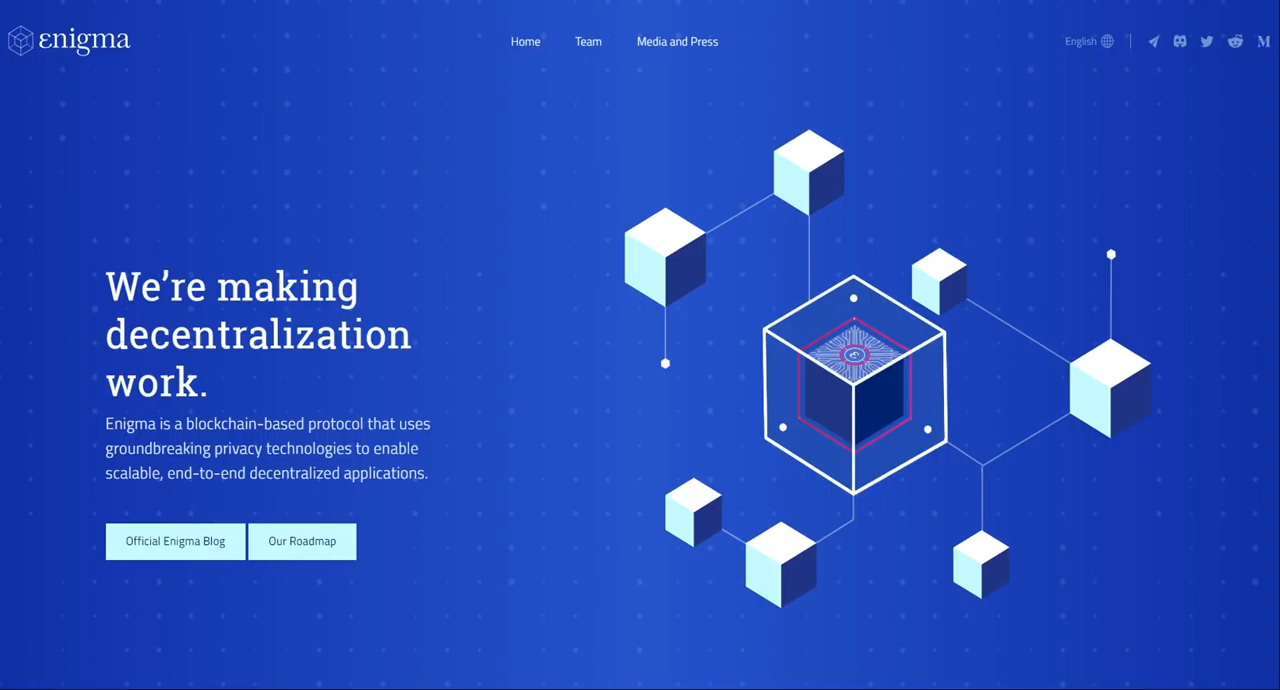 εnigma
Home
Team
Media and Press
English
We’re making
decentralization
work.
Enigma is a blockchain-based protocol that uses
groundbreaking privacy technologies to enable
scalable, end-to-end decentralized applications.
Official Enigma Blog
Our Roadmap